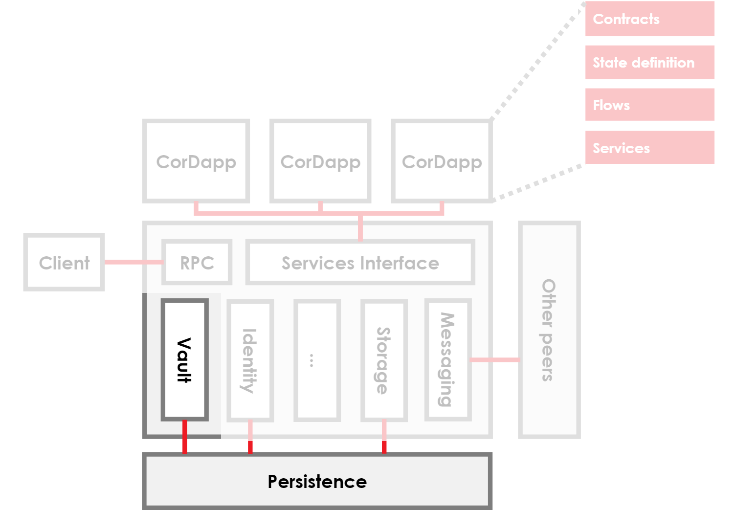 Contracts
State definition
Flows
Services
CorDapp
CorDapp
CorDapp
Client
RPC
Services Interface
Vault
Identity
...
Storage
Messaging
Other peers
Persistence